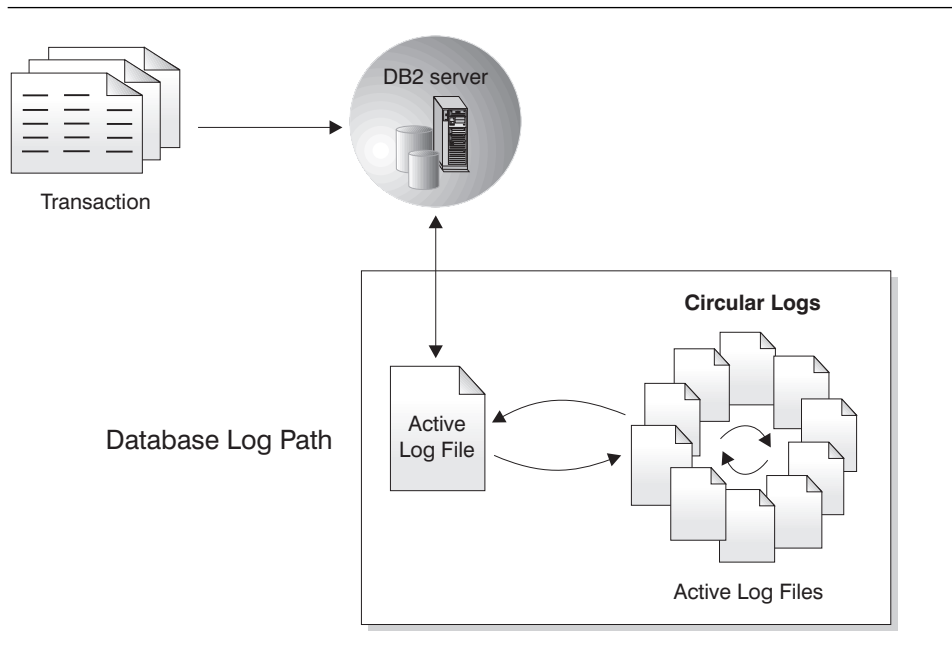 DB2 server
Transaction
Circular Logs
Active
Log File
Database Log Path
Active Log Files